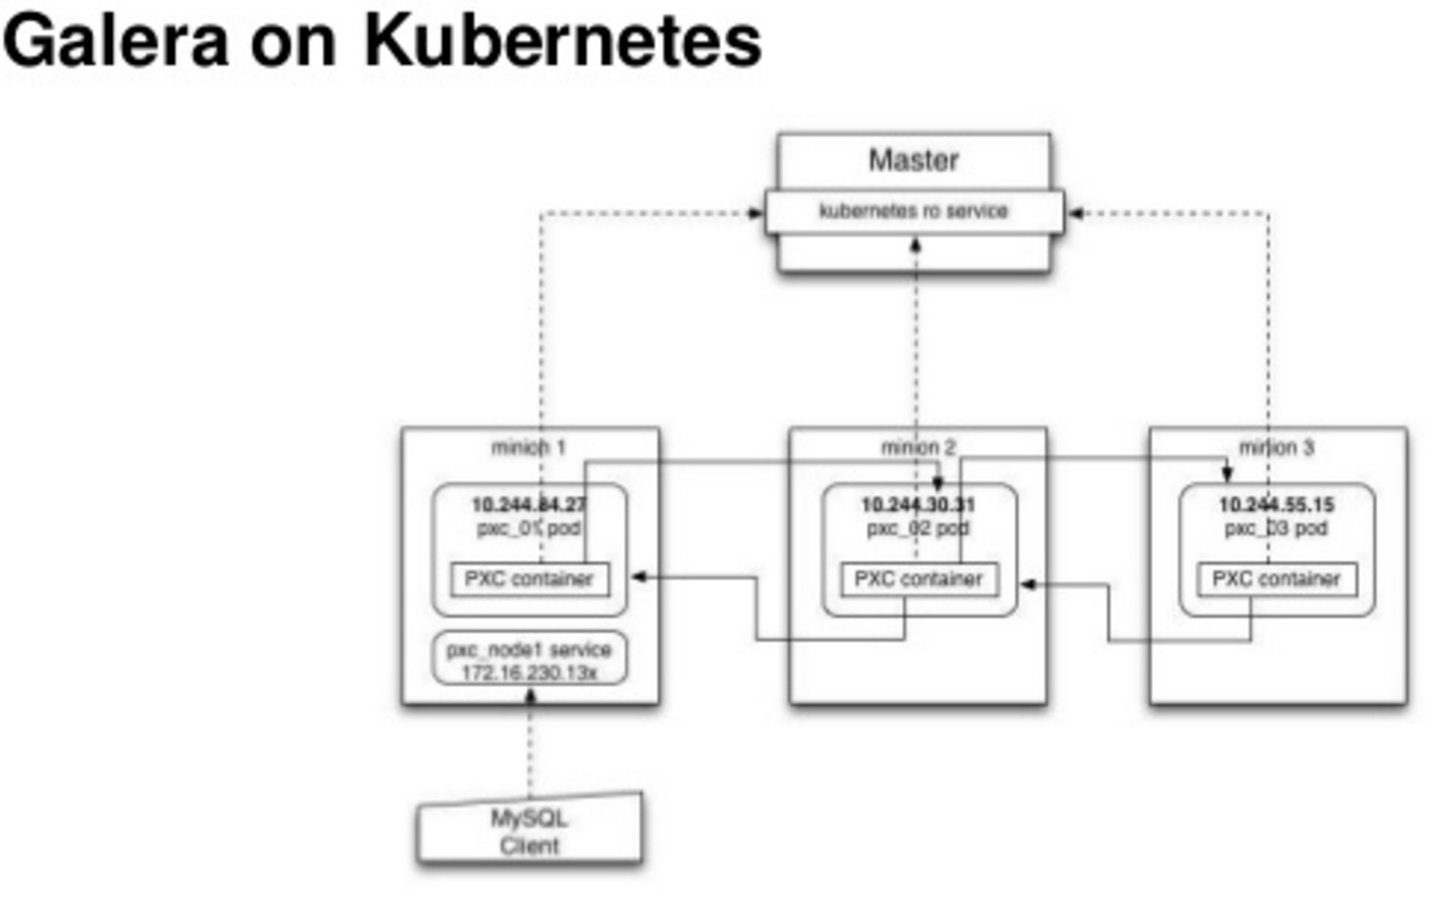 Galera on Kubernetes
Master
kubernetes ro service
minion 1
10.244.84.27
pxc_01 pod
PXC container
pxc_node1 service
172.16.230.13x
minion 2
10.244.30.31
pxc_02 pod
PXC container
minion 3
10.244.55.15
pxc_03 pod
PXC container
MySQL
Client